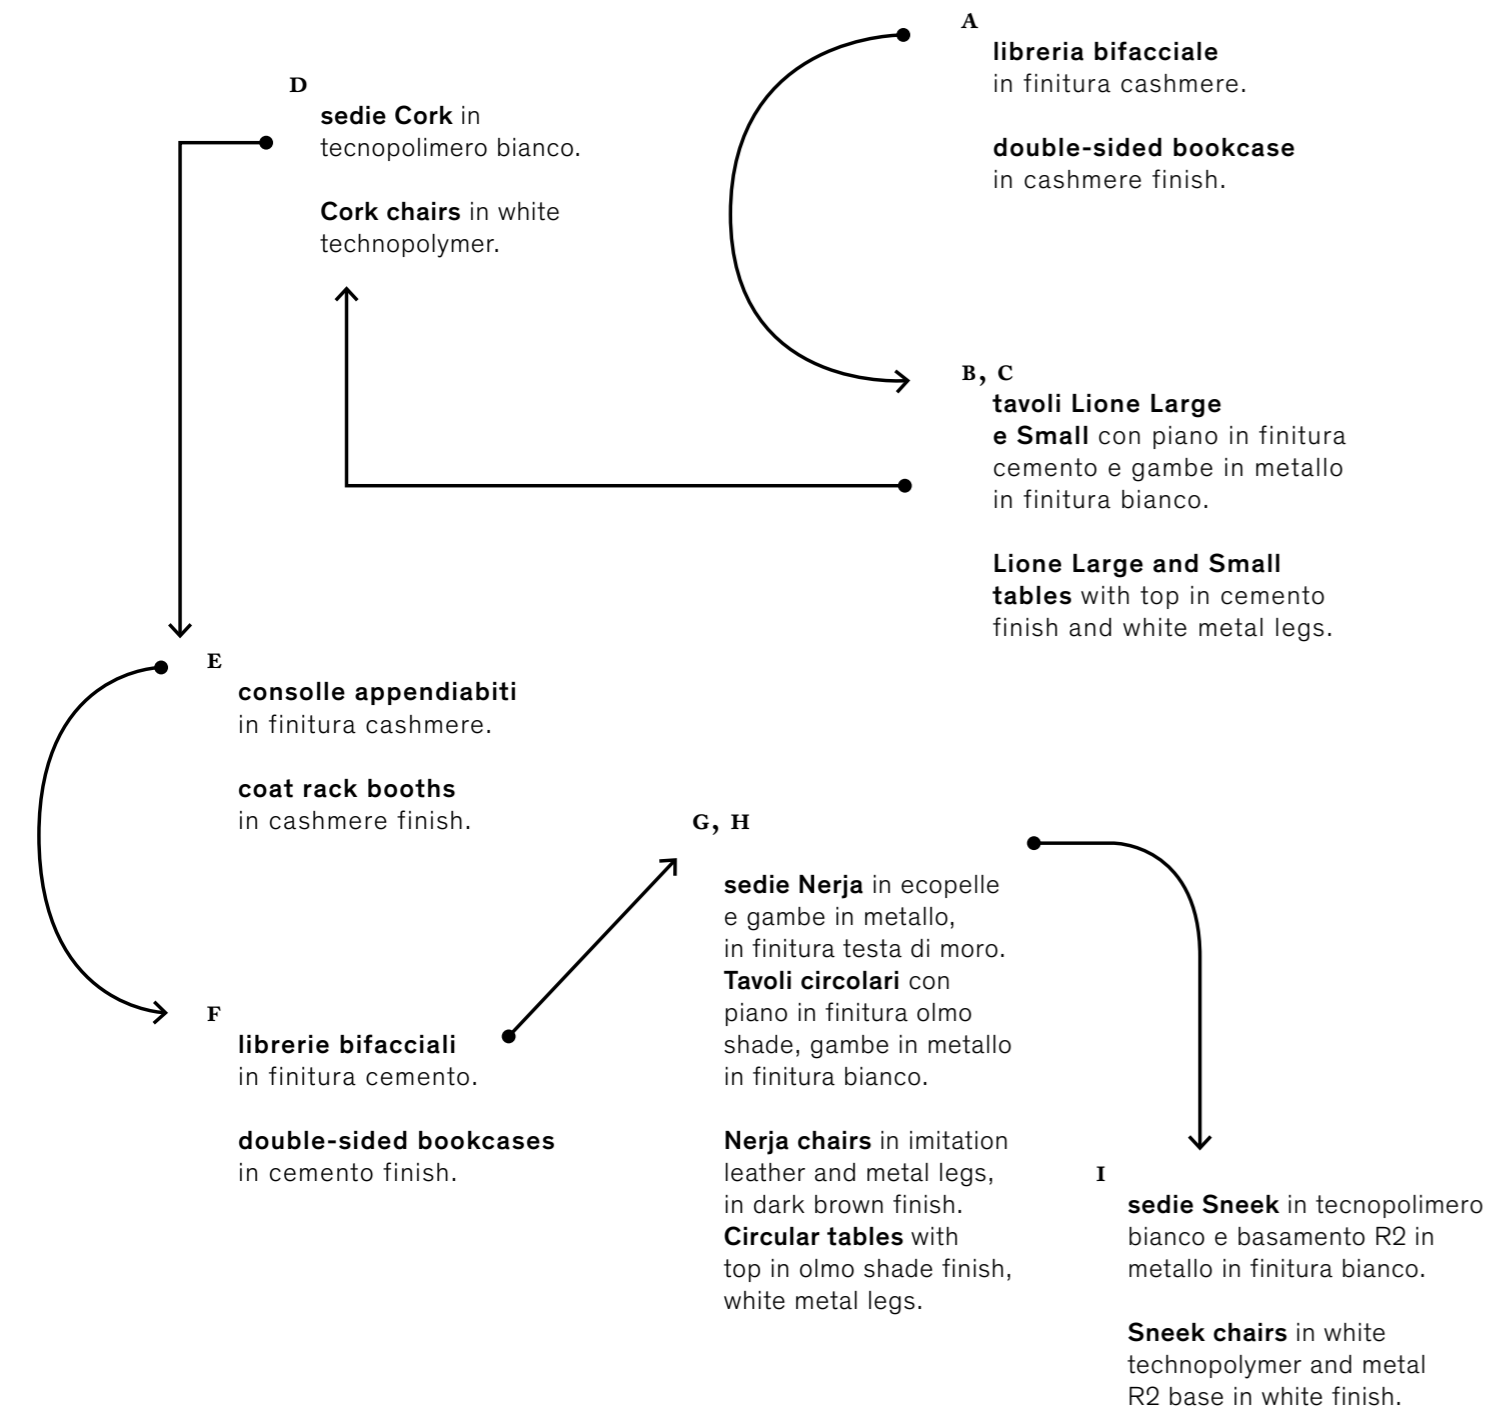 A
libreria bifacciale
in finitura cashmere.
double-sided bookcase
in cashmere finish.
B, C
tavoli Lione Large
e Small con piano in finitura
cemento e gambe in metallo
in finitura bianco.
Lione Large and Small
tables with top in cemento
finish and white metal legs.
D
sedie Cork in
tecnopolimero bianco.
Cork chairs in white
technopolymer.
E
consolle appendiabiti
in finitura cashmere.
coat rack booths
in cashmere finish.
F
librerie bifacciali
in finitura cemento.
double-sided bookcases
in cemento finish.
G, H
sedie Nerja in ecopelle
e gambe in metallo,
in finitura testa di moro.
Tavoli circolari con
piano in finitura olmo
shade, gambe in metallo
in finitura bianco.
Nerja chairs in imitation
leather and metal legs,
in dark brown finish.
Circular tables with
top in olmo shade finish,
white metal legs.
I
sedie Sneek in tecnopolimero
bianco e basamento R2 in
metallo in finitura bianco.
Sneek chairs in white
technopolymer and metal
R2 base in white finish.